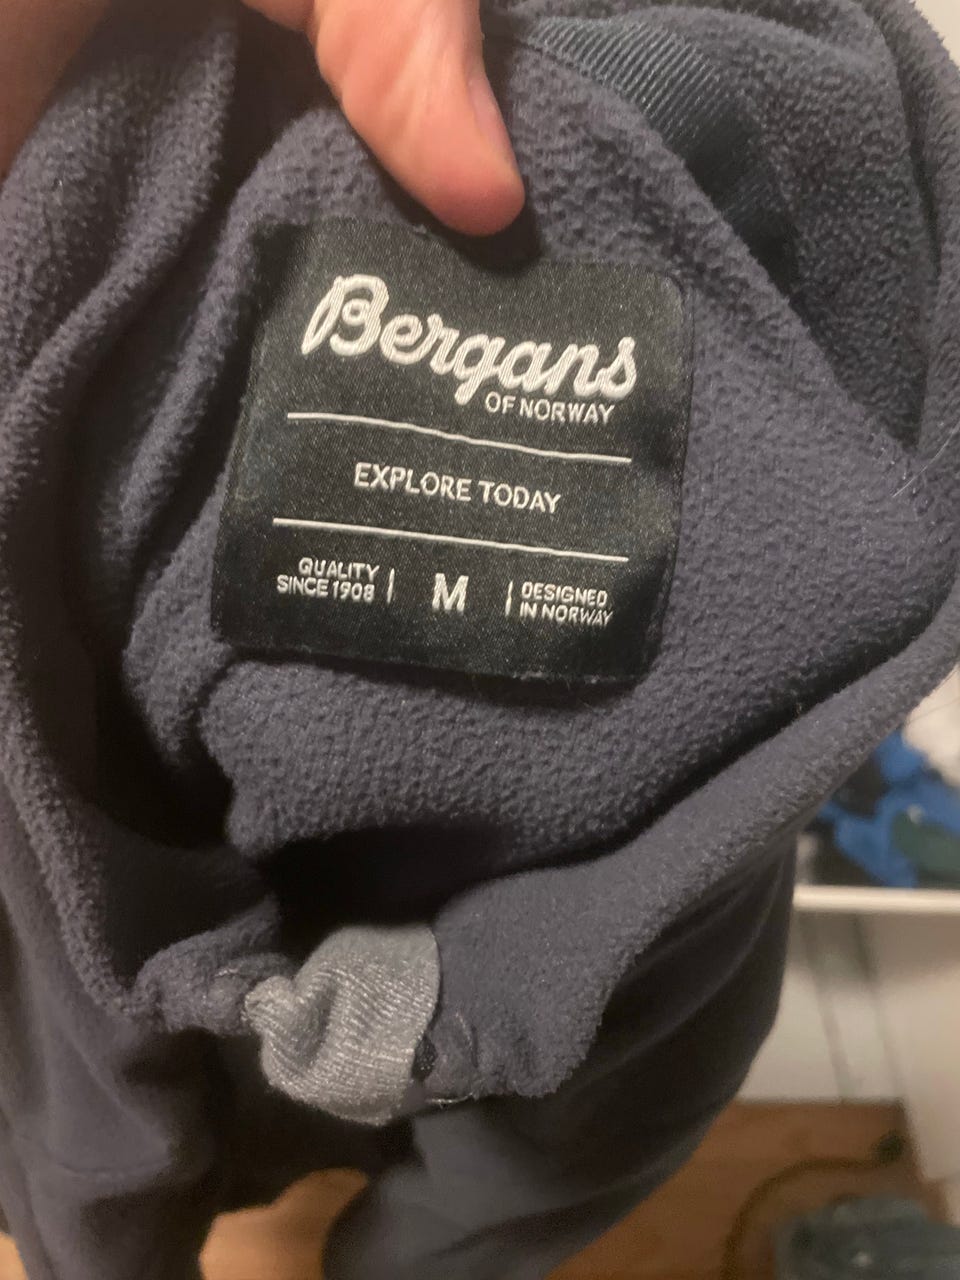 Bergans
OF NORWAY
EXPLORE TODAY
QUALITY
SINCE 1908
M
DESIGNED
IN NORWAY